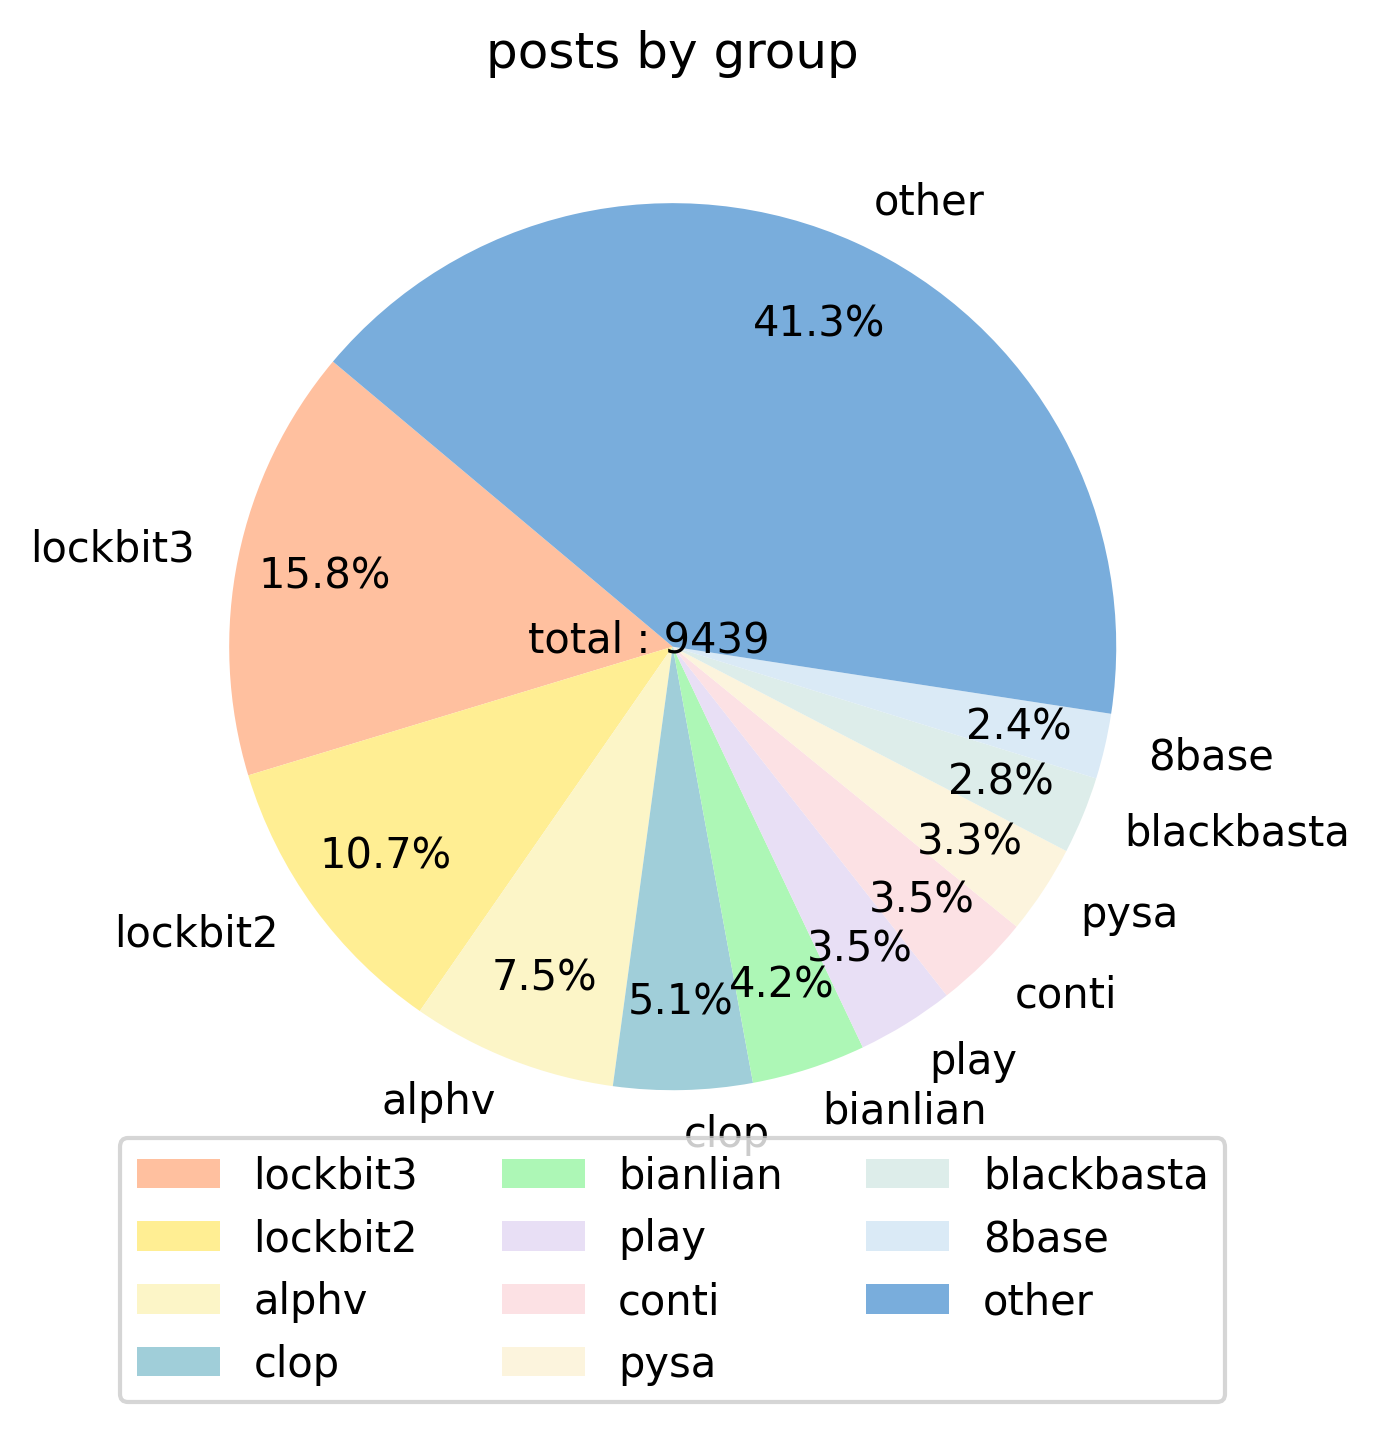 posts by group
other
41.3%
lockbit3
15.8%
total : 9439
2.4%
8base
2.8%
blackbasta
3.3%
10.7%
3.5%
pysa
lockbit2
3.5%
7.5%
4.2%
5.1%
conti
play
alphv
bianlian
clop
lockbit3
lockbit2
alphv
clop
bianlian
play
conti
pysa
blackbasta
8base
other